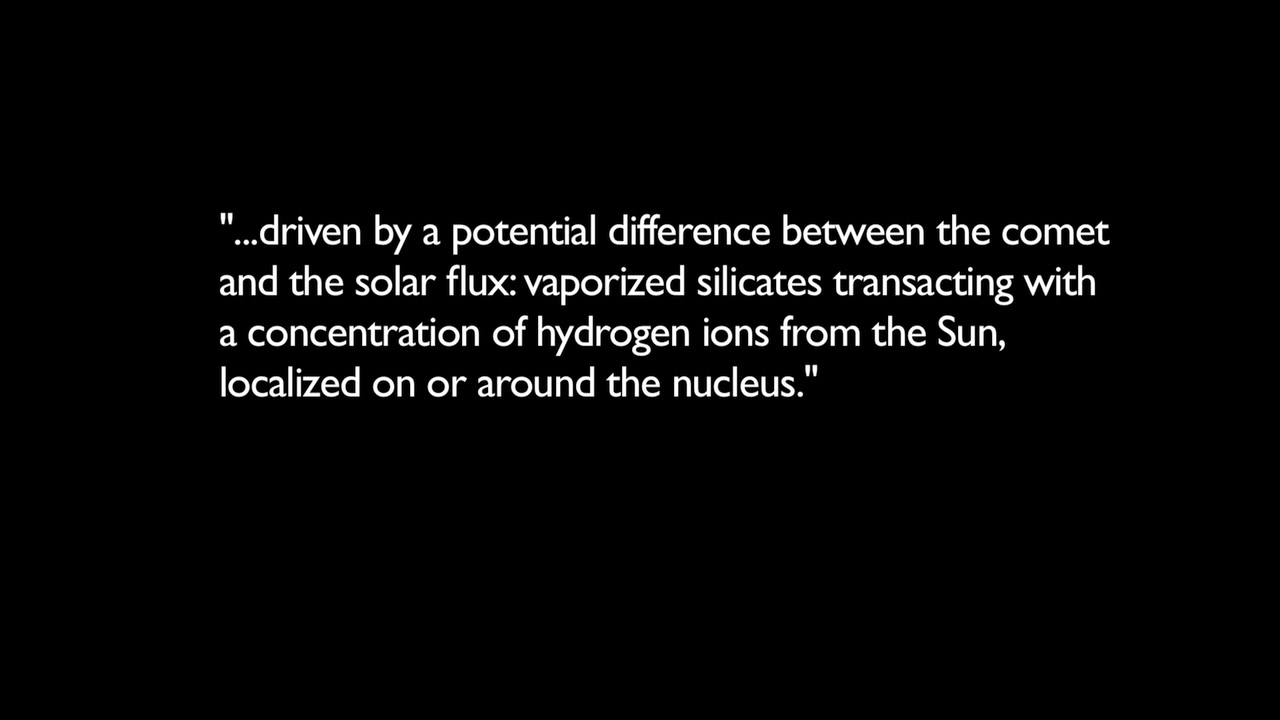 "...driven by a potential difference between the comet
and the solar flux: vaporized silicates transacting with
a concentration of hydrogen ions from the Sun,
localized on or around the nucleus."